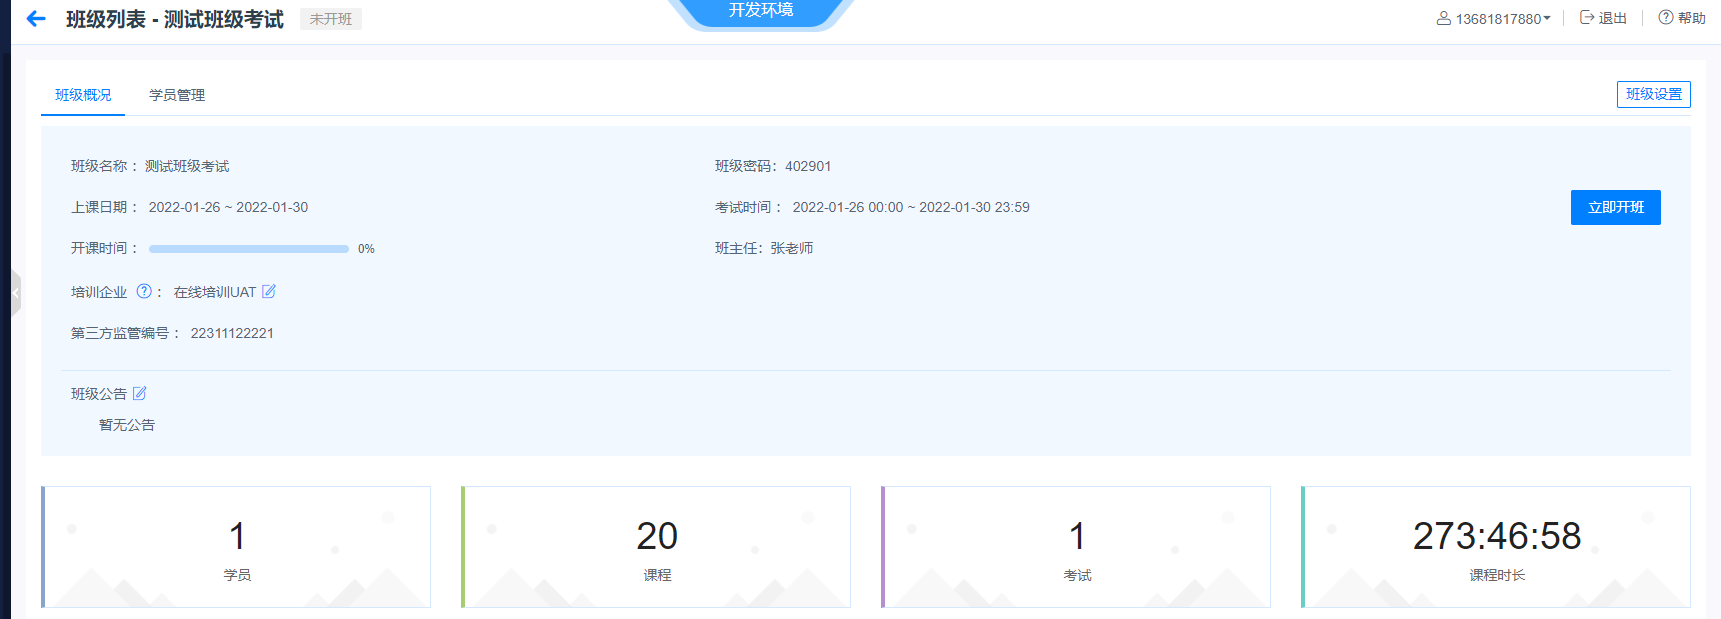 班级列表 - 测试班级考试 未开班 开发环境 13681817880 退出 帮助
班级概况 学员管理 班级设置
班级名称： 测试班级考试 班级密码： 402901
上课日期： 2022-01-26 ~ 2022-01-30 考试时间： 2022-01-26 00:00 ~ 2022-01-30 23:59 立即开班
开课时间： 0% 班主任： 张老师
培训企业 ? ： 在线培训UAT
第三方监管编号： 22311122221
班级公告
暂无公告
1 20 1 273:46:58
学员 课程 考试 课程时长